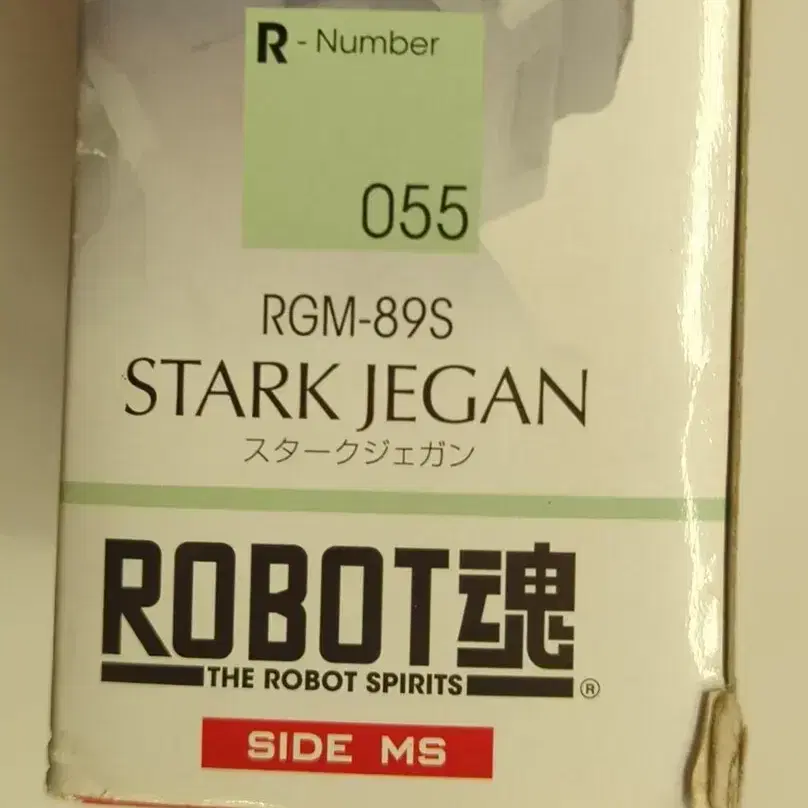 R - Number
055
RGM-89S
STARK JEGAN
スタークジェガン
ROBOT魂
THE ROBOT SPIRITS®
SIDE MS